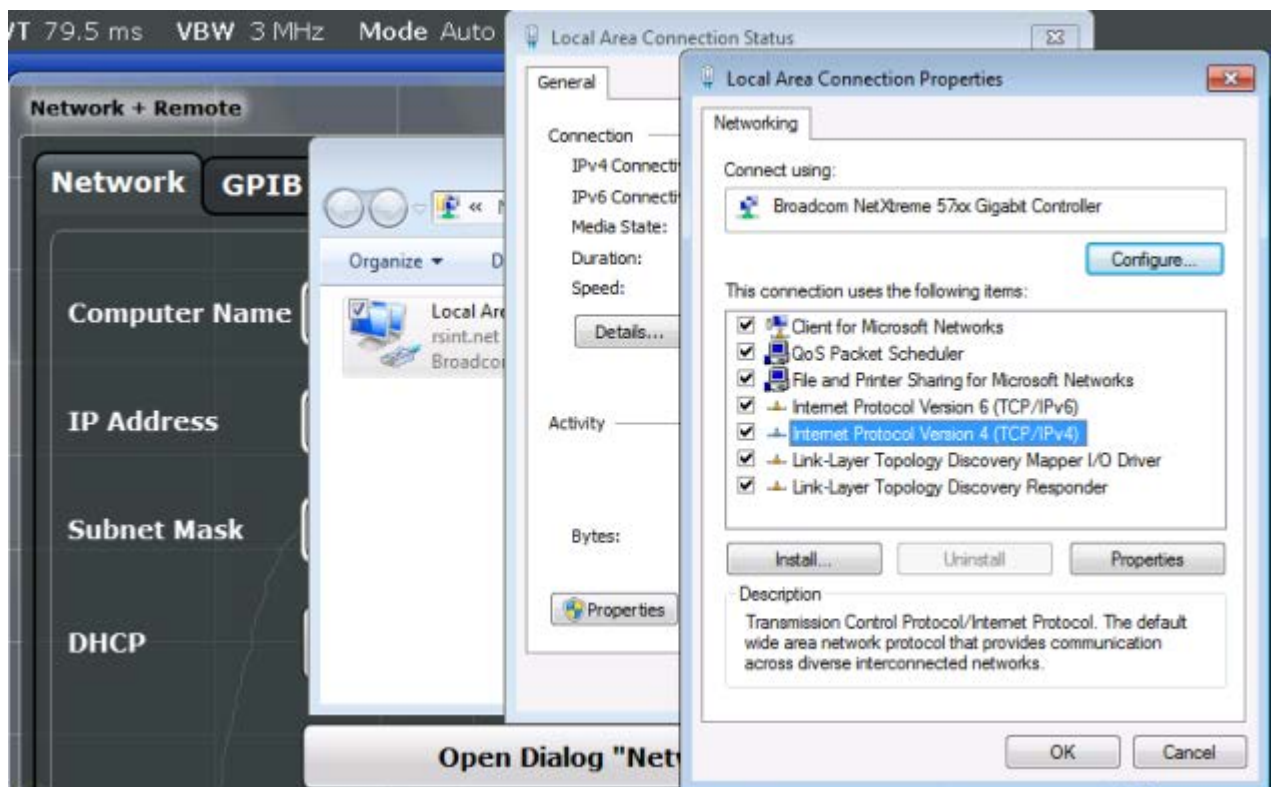 VT 79.5 ms VBW 3 MHz Mode Auto
Network + Remote
Network GPIB
Computer Name
IP Address
Subnet Mask
DHCP
«
Organize
Local Are
rsint.net
Broadco
Open Dialog "Netw
Local Area Connection Status
General
Connection
IPv4 Connecti
IPv6 Connecti
Media State:
Duration:
Speed:
Details...
Activity
Bytes:
Properties
Local Area Connection Properties
Networking
Connect using:
Broadcom NetXtreme 57xx Gigabit Controller
Configure...
This connection uses the following items:
Client for Microsoft Networks
QoS Packet Scheduler
File and Printer Sharing for Microsoft Networks
Internet Protocol Version 6 (TCP/IPv6)
Internet Protocol Version 4 (TCP/IPv4)
Link-Layer Topology Discovery Mapper I/O Driver
Link-Layer Topology Discovery Responder
Install... Uninstall Properties
Description
Transmission Control Protocol/Internet Protocol. The default
wide area network protocol that provides communication
across diverse interconnected networks.
OK Cancel